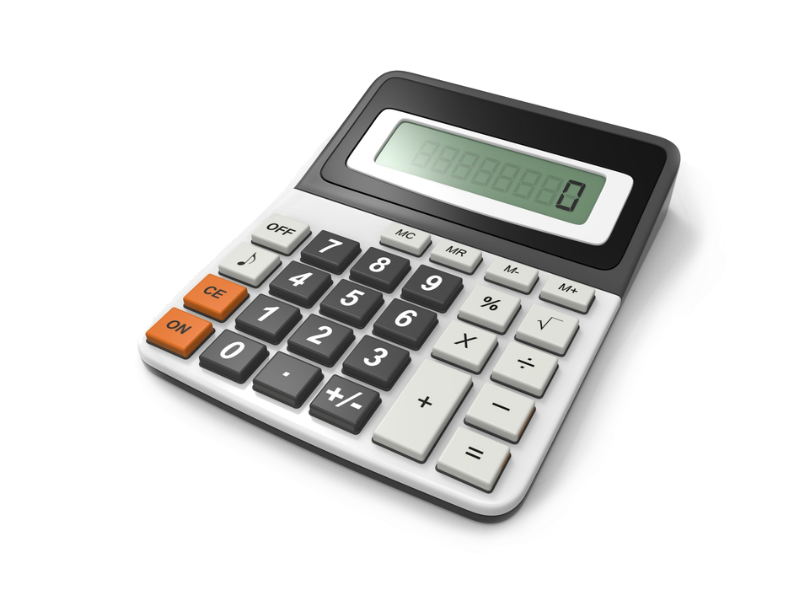 0
MC MR M- M+
OFF 7 8 9 % √
♪ 4 5 6 X ÷
CE 1 2 3 + −
ON 0 . +/- =